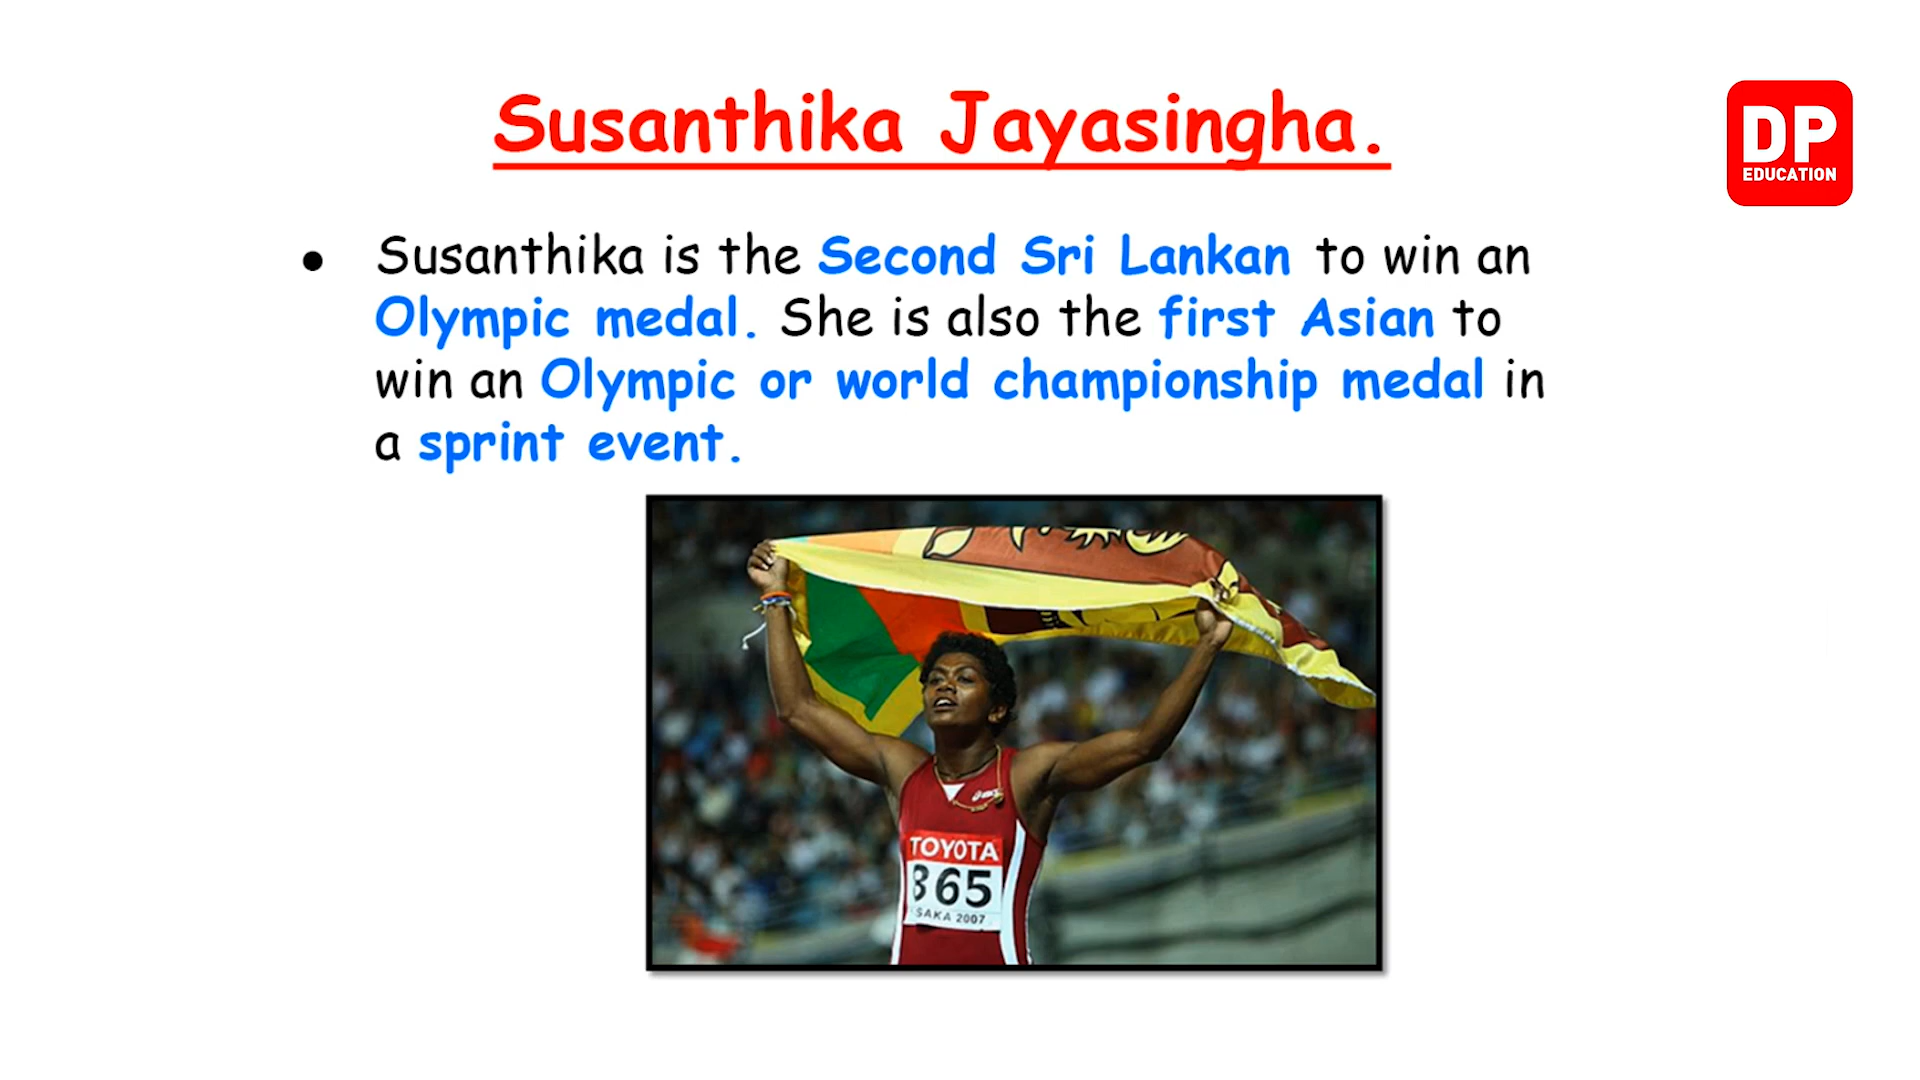 Susanthika Jayasingha.
DP
EDUCATION
● Susanthika is the Second Sri Lankan to win an
Olympic medal. She is also the first Asian to
win an Olympic or world championship medal in
a sprint event.
TOYOTA
365
SAKA 2007